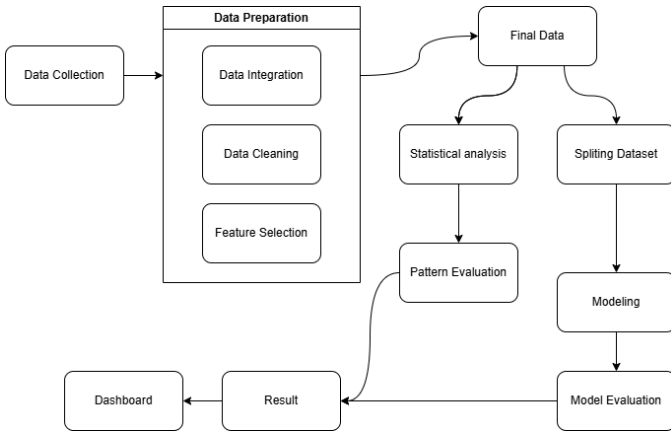 Data Preparation
Data Collection
Data Integration
Data Cleaning
Feature Selection
Final Data
Statistical analysis
Spliting Dataset
Pattern Evaluation
Modeling
Dashboard
Result
Model Evaluation